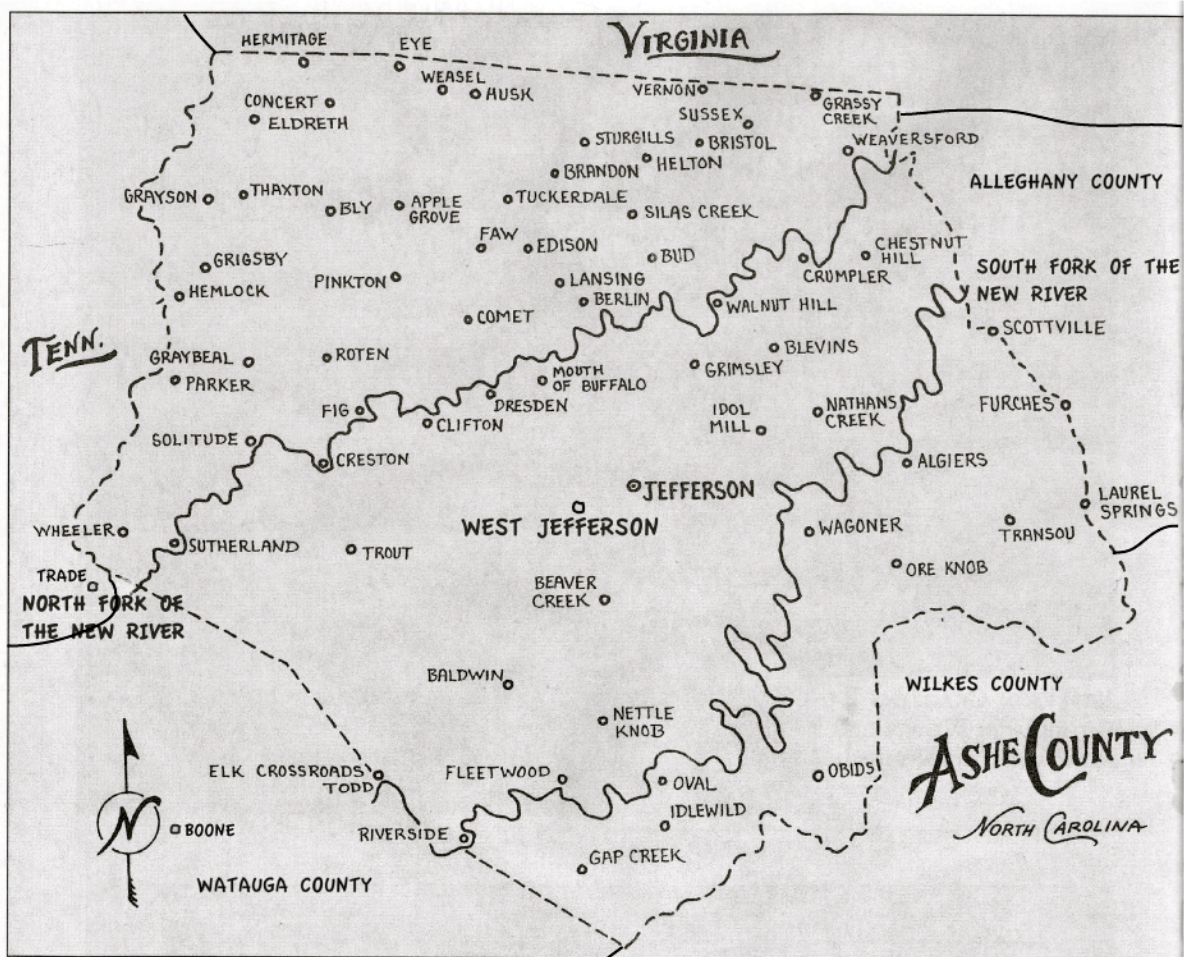 VIRGINIA
HERMITAGE
EYE
WEASEL
HUSK
CONCERT
ELDRETH
VERNON
GRASSY
CREEK
SUSSEX
STURGILLS
BRISTOL
WEAVERSFORD
HELTON
BRANDON
ALLEGHANY COUNTY
GRAYSON
THAXTON
BLY
APPLE
GROVE
TUCKERDALE
SILAS CREEK
FAW
EDISON
BUD
CHESTNUT
HILL
CRUMPLER
GRIGSBY
PINKTON
LANSING
SOUTH FORK OF THE
NEW RIVER
HEMLOCK
BERLIN
WALNUT HILL
COMET
SCOTTVILLE
TENN.
GRAYBEAL
ROTEN
BLEVINS
PARKER
MOUTH
OF BUFFALO
GRIMSLEY
FIG
DRESDEN
CLIFTON
IDOL
MILL
NATHANS
CREEK
FURCHES
SOLITUDE
CRESTON
ALGIERS
JEFFERSON
WEST JEFFERSON
LAUREL
SPRINGS
WHEELER
SUTHERLAND
TROUT
WAGONER
TRANSOU
TRADE
NORTH FORK OF
THE NEW RIVER
BEAVER
CREEK
ORE KNOB
BALDWIN
WILKES COUNTY
NETTLE
KNOB
ASHE COUNTY
NORTH CAROLINA
ELK CROSSROADS
TODD
FLEETWOOD
OVAL
OBIDS
IDLEWILD
N
BOONE
RIVERSIDE
GAP CREEK
WATAUGA COUNTY